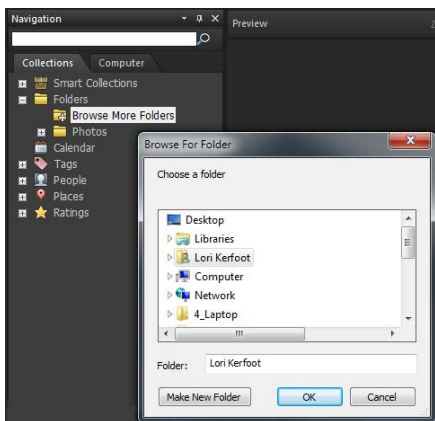 Navigation
Preview
Collections
Computer
Smart Collections
Folders
Browse More Folders
Photos
Calendar
Tags
People
Places
Ratings
Browse For Folder
Choose a folder
Desktop
Libraries
Lori Kerfoot
Computer
Network
4_Laptop
Folder: Lori Kerfoot
Make New Folder
OK
Cancel